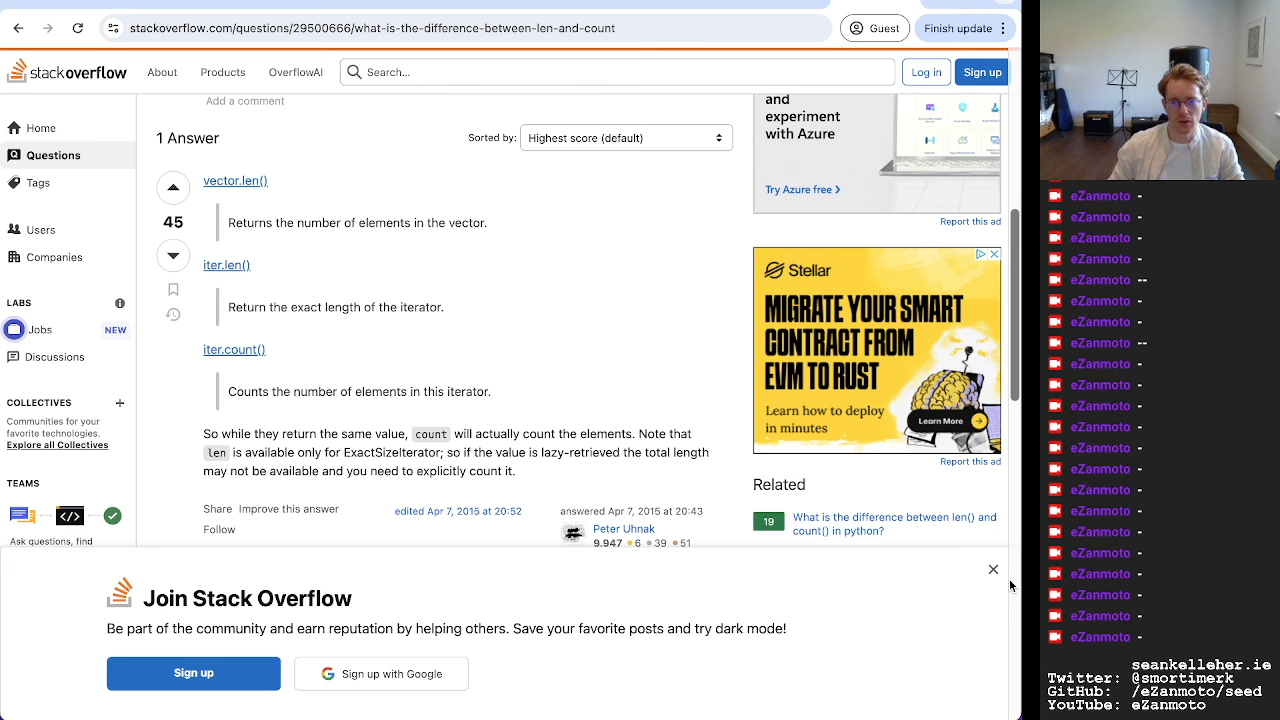 stackoverflow.com/questions/29500666/what-is-the-difference-between-len-and-count
Guest
Finish update
stackoverflow
About
Products
OverflowAI
Search...
Log in
Sign up
Home
Questions
Tags
Users
Companies
LABS
Jobs
NEW
Discussions
COLLECTIVES
Communities for your
favorite technologies.
Explore all Collectives
TEAMS
Ask questions, find
Add a comment
1 Answer
Sorted by:
Highest score (default)
45
vector.len()
Returns the number of elements in the vector.
iter.len()
Return the exact length of the iterator.
iter.count()
Counts the number of elements in this iterator.
So while they return the same value, count will actually count the elements. Note that
len is available only for ExactSizeIterator, so if the value is lazy-retrieved the total length
may not be available and you need to explicitly count it.
Share Improve this answer
Follow
edited Apr 7, 2015 at 20:52
answered Apr 7, 2015 at 20:43
Peter Uhnak
9,947 6 39 51
and
experiment
with Azure
Try Azure free
Report this ad
Stellar
MIGRATE YOUR SMART
CONTRACT FROM
EVM TO RUST
Learn how to deploy
in minutes
Learn More
Report this ad
Related
19
What is the difference between len() and
count() in python?
Join Stack Overflow
Be part of the community and earn reputation by helping others. Save your favorite posts and try dark mode!
Sign up
Sign up with Google
eZanmoto -
eZanmoto -
eZanmoto -
eZanmoto -
eZanmoto --
eZanmoto -
eZanmoto -
eZanmoto --
eZanmoto -
eZanmoto -
eZanmoto -
eZanmoto -
eZanmoto -
eZanmoto -
eZanmoto -
eZanmoto -
eZanmoto -
eZanmoto -
eZanmoto -
eZanmoto -
eZanmoto -
eZanmoto -
seankelleher.ie
Twitter: @smortimerk
GitHub: /eZanmoto/seed
YouTube: eZanmoto